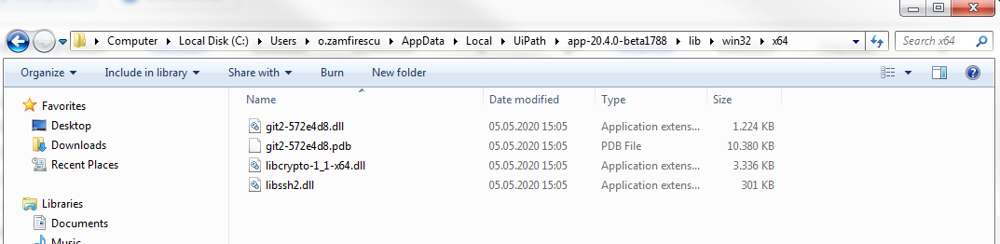 Computer Local Disk (C:) Users o.zamfirescu AppData Local UiPath app-20.4.0-beta1788 lib win32 x64 Search x64
Organize Include in library Share with Burn New folder
Favorites
Desktop
Downloads
Recent Places
Libraries
Documents
Music
Name Date modified Type Size
git2-572e4d8.dll 05.05.2020 15:05 Application extens... 1.224 KB
git2-572e4d8.pdb 05.05.2020 15:05 PDB File 10.380 KB
libcrypto-1_1-x64.dll 05.05.2020 15:05 Application extens... 3.336 KB
libssh2.dll 05.05.2020 15:05 Application extens... 301 KB